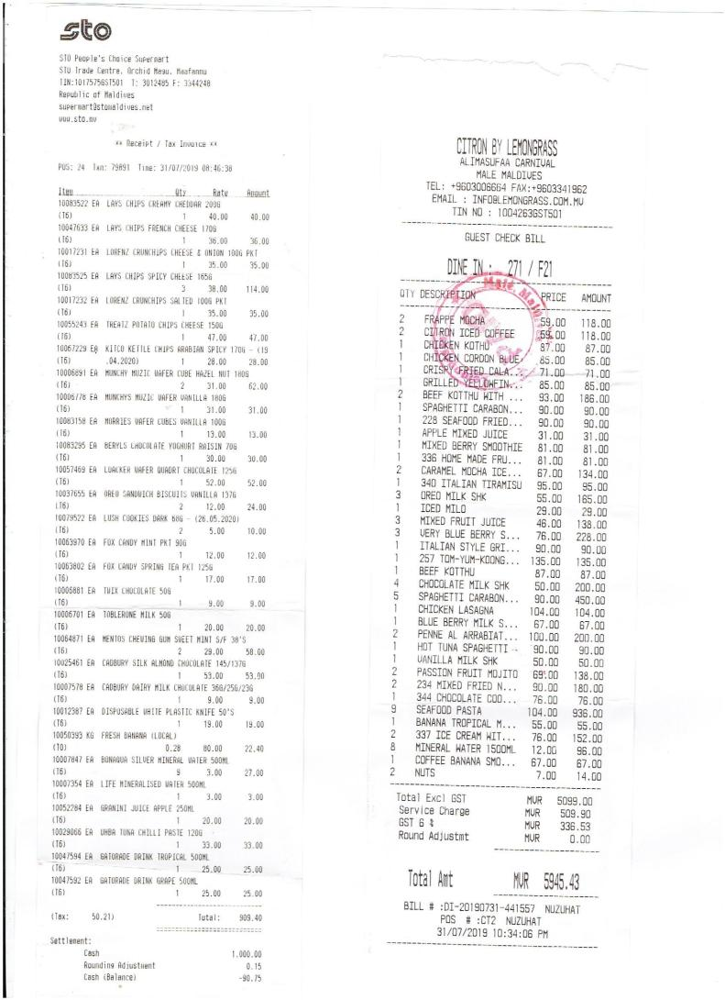 sto
STO People's Choice Supermart
STO Trade Centre, Orchid Magu, Maafannu
TIN:1017575GST501 T: 3012485 F: 3344248
Republic of Maldives
supermart@stomaldives.net
www.sto.mv
** Receipt / Tax Invoice **
POS: 24 Txn: 79891 Time: 31/07/2019 08:46:38
Item Qty Rate Amount
10083522 EA LAYS CHIPS CREAMY CHEDDAR 200G
(T6) 1 40.00 40.00
10047633 EA LAYS CHIPS FRENCH CHEESE 170G
(T6) 1 36.00 36.00
10017231 EA LORENZ CRUNCHIPS CHEESE & ONION 100G PKT
(T6) 1 35.00 35.00
10083525 EA LAYS CHIPS SPICY CHEESE 165G
(T6) 3 38.00 114.00
10017232 EA LORENZ CRUNCHIPS SALTED 100G PKT
(T6) 1 35.00 35.00
10055243 EA TREATZ POTATO CHIPS CHEESE 150G
(T6) 1 47.00 47.00
10067229 EA KITCO KETTLE CHIPS ARABIAN SPICY 170G - (19
(T6) .04.2020) 1 28.00 28.00
10006891 EA MUNCHY MUZIC WAFER CUBE HAZEL NUT 180G
(T6) 2 31.00 62.00
10006778 EA MUNCHYS MUZIC WAFER VANILLA 180G
(T6) 1 31.00 31.00
10083158 EA MORRIES WAFER CUBES VANILLA 100G
(T6) 1 13.00 13.00
10083295 EA BERYLS CHOCOLATE YOGHURT RAISIN 70G
(T6) 1 30.00 30.00
10057469 EA LOACKER WAFER QUADRT CHOCOLATE 125G
(T6) 1 52.00 52.00
10037655 EA OREO SANDWICH BISCUITS VANILLA 137G
(T6) 2 12.00 24.00
10079522 EA LUSH COOKIES DARK 68G - (26.05.2020)
(T6) 2 5.00 10.00
10063970 EA FOX CANDY MINT PKT 90G
(T6) 1 12.00 12.00
10063802 EA FOX CANDY SPRING TEA PKT 125G
(T6) 1 17.00 17.00
10006881 EA TWIX CHOCOLATE 50G
(T6) 1 9.00 9.00
10006701 EA TOBLERONE MILK 50G
(T6) 1 20.00 20.00
10064871 EA MENTOS CHEWING GUM SWEET MINT S/F 38'S
(T6) 2 29.00 58.00
10025461 EA CADBURY SILK ALMOND CHOCOLATE 145/137G
(T6) 1 53.00 53.00
10007578 EA CADBURY DAIRY MILK CHOCOLATE 36G/25G/23G
(T6) 1 9.00 9.00
10012387 EA DISPOSABLE WHITE PLASTIC KNIFE 50'S
(T6) 1 19.00 19.00
10050393 KG FRESH BANANA (LOCAL)
(T0) 0.28 80.00 22.40
10007847 EA BONAQUA SILVER MINERAL WATER 500ML
(T6) 9 3.00 27.00
10007354 EA LIFE MINERALISED WATER 500ML
(T6) 1 3.00 3.00
10052284 EA GRANINI JUICE APPLE 250ML
(T6) 1 20.00 20.00
10029066 EA UHBA TUNA CHILLI PASTE 120G
(T6) 1 33.00 33.00
10047594 EA GATORADE DRINK TROPICAL 500ML
(T6) 1 25.00 25.00
10047592 EA GATORADE DRINK GRAPE 500ML
(T6) 1 25.00 25.00
(Tax: 50.21) Total: 909.40
Settlement:
Cash 1,000.00
Rounding Adjustment 0.15
Cash (Balance) -90.75
CITRON BY LEMONGRASS
ALIMASUFAA CARNIVAL
MALE MALDIVES
TEL: +9603006664 FAX:+9603341962
EMAIL : INFO@LEMONGRASS.COM.MV
TIN NO : 1004263GST501
GUEST CHECK BILL
DINE IN : 271 / F21
QTY DESCRIPTION PRICE AMOUNT
2 FRAPPE MOCHA 59.00 118.00
2 CITRON ICED COFFEE 59.00 118.00
1 CHICKEN KOTHU 87.00 87.00
1 CHICKEN CORDON BLUE 85.00 85.00
1 CRISPY FRIED CALA... 71.00 71.00
1 GRILLED YELLOWFIN... 85.00 85.00
2 BEEF KOTTHU WITH ... 93.00 186.00
1 SPAGHETTI CARABON... 90.00 90.00
1 228 SEAFOOD FRIED... 90.00 90.00
1 APPLE MIXED JUICE 31.00 31.00
1 MIXED BERRY SMOOTHIE 81.00 81.00
1 336 HOME MADE FRU... 81.00 81.00
2 CARAMEL MOCHA ICE... 67.00 134.00
1 340 ITALIAN TIRAMISU 95.00 95.00
3 OREO MILK SHK 55.00 165.00
1 ICED MILO 29.00 29.00
3 MIXED FRUIT JUICE 46.00 138.00
3 VERY BLUE BERRY S... 76.00 228.00
1 ITALIAN STYLE GRI... 90.00 90.00
1 257 TOM-YUM-KOONG... 135.00 135.00
1 BEEF KOTTHU 87.00 87.00
4 CHOCOLATE MILK SHK 50.00 200.00
5 SPAGHETTI CARABON... 90.00 450.00
1 CHICKEN LASAGNA 104.00 104.00
1 BLUE BERRY MILK S... 67.00 67.00
2 PENNE AL ARRABIAT... 100.00 200.00
1 HOT TUNA SPAGHETTI - 90.00 90.00
1 VANILLA MILK SHK 50.00 50.00
2 PASSION FRUIT MOJITO 69.00 138.00
2 234 MIXED FRIED N... 90.00 180.00
1 344 CHOCOLATE COO... 76.00 76.00
9 SEAFOOD PASTA 104.00 936.00
1 BANANA TROPICAL M... 55.00 55.00
2 337 ICE CREAM WIT... 76.00 152.00
8 MINERAL WATER 1500ML 12.00 96.00
1 COFFEE BANANA SMO... 67.00 67.00
2 NUTS 7.00 14.00
Total Excl GST MVR 5099.00
Service Charge MVR 509.90
GST 6 % MVR 336.53
Round Adjustmt MVR 0.00
Total Amt MVR 5945.43
BILL # :DI-20190731-441557 NUZUHAT
POS # :CT2 NUZUHAT
31/07/2019 10:34:06 PM